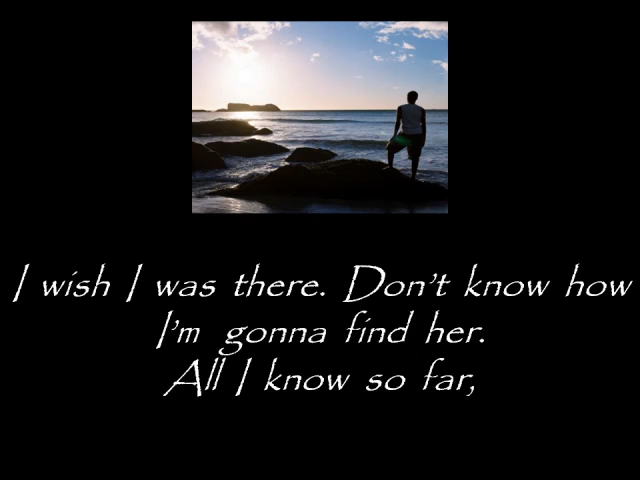 I wish I was there. Don't know how
I'm gonna find her.
All I know so far,